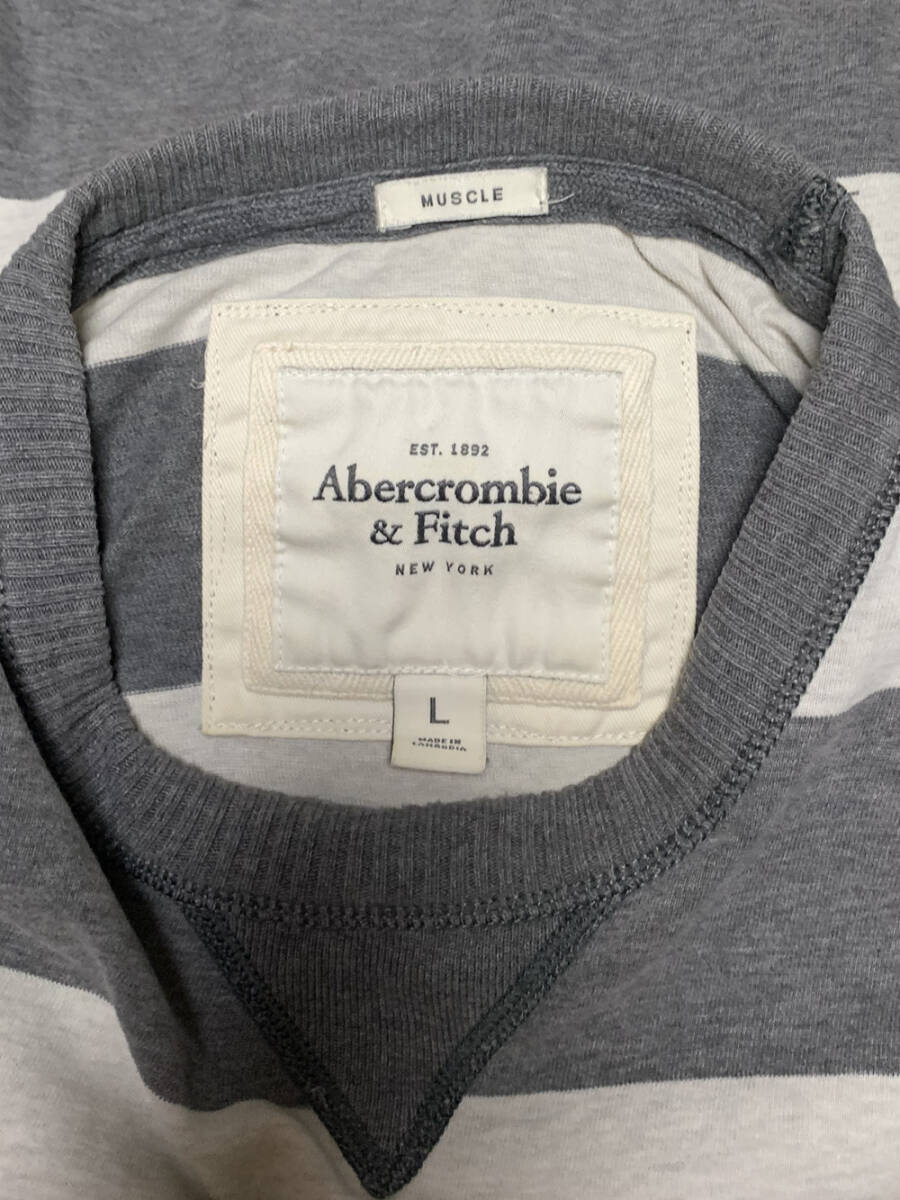 MUSCLE
EST. 1892
Abercrombie
& Fitch
NEW YORK
L
MADE IN
CAMBODIA